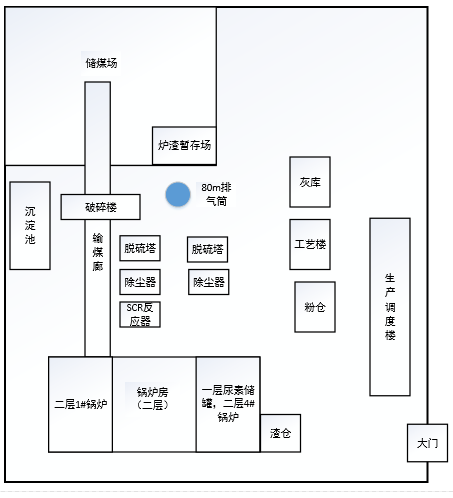 储煤场
炉渣暂存场
80m排
气筒
灰库
沉
淀
池
破碎楼
输
煤
廊
脱硫塔
脱硫塔
工艺楼
除尘器
除尘器
SCR反
应器
粉仓
生
产
调
度
楼
二层1#锅炉
锅炉房
（二层）
一层尿素储
罐，二层4#
锅炉
渣仓
大门